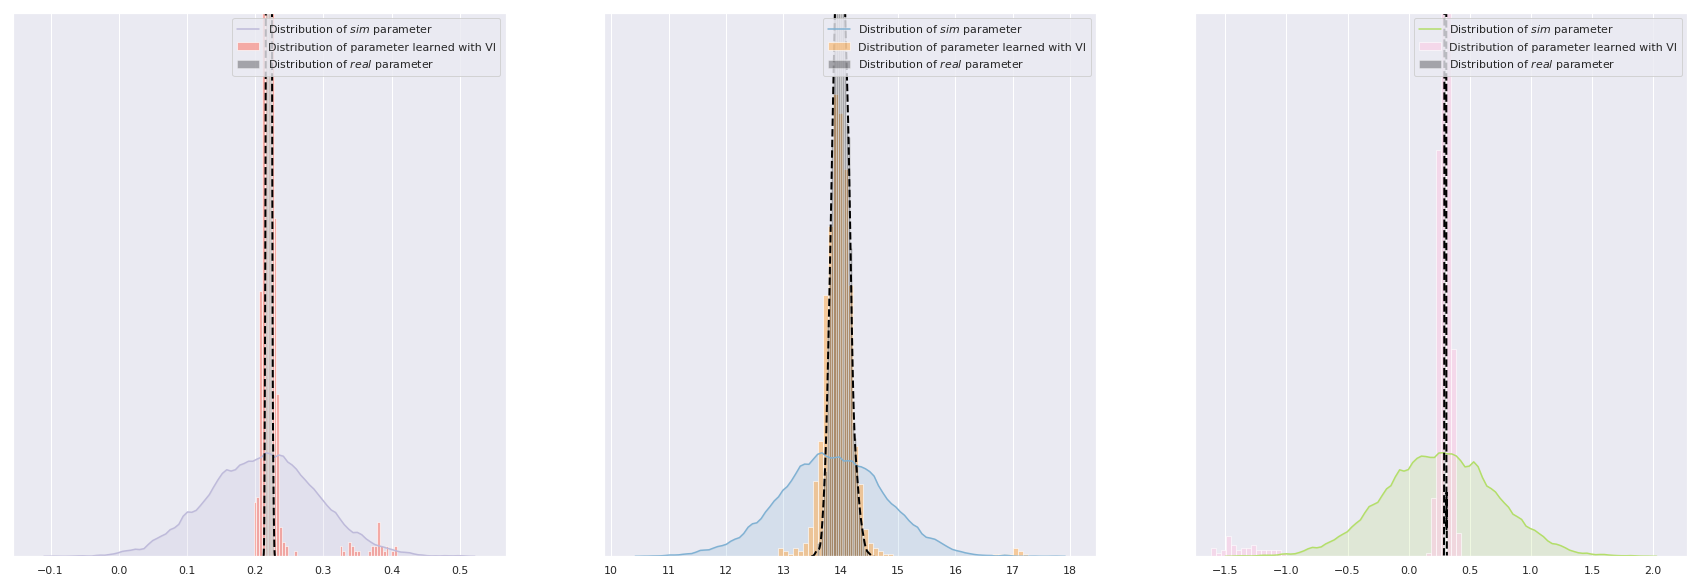 Distribution of sim parameter
Distribution of parameter learned with VI
Distribution of real parameter
−0.1 0.0 0.1 0.2 0.3 0.4 0.5
Distribution of sim parameter
Distribution of parameter learned with VI
Distribution of real parameter
10 11 12 13 14 15 16 17 18
Distribution of sim parameter
Distribution of parameter learned with VI
Distribution of real parameter
−1.5 −1.0 −0.5 0.0 0.5 1.0 1.5 2.0